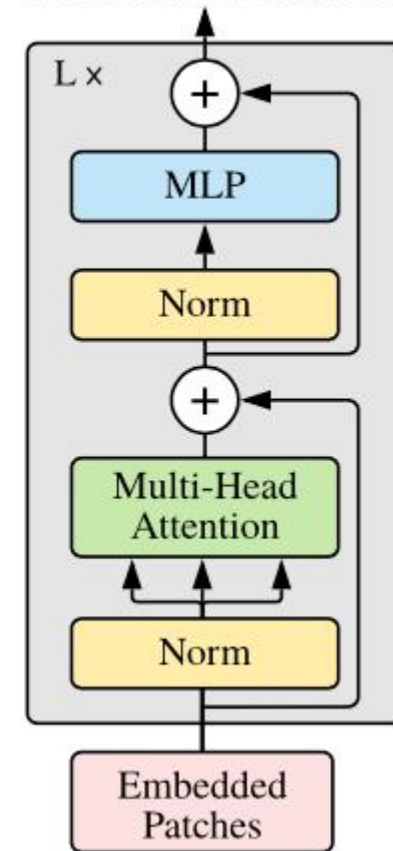 L ×
+
MLP
Norm
+
Multi-Head
Attention
Norm
Embedded
Patches